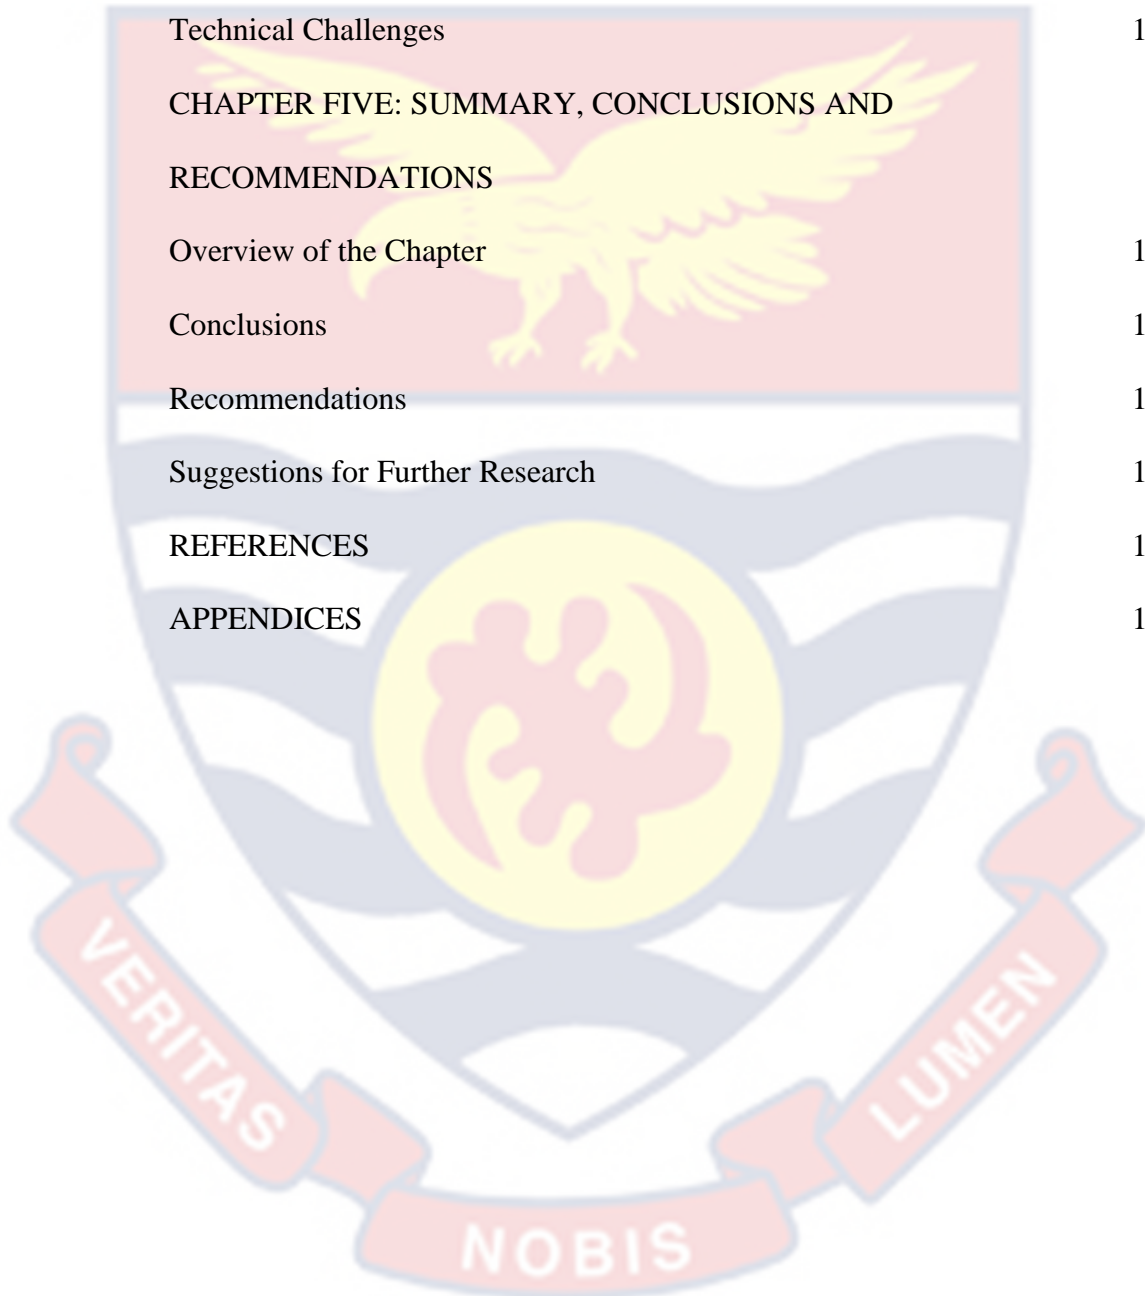 Technical Challenges 1
CHAPTER FIVE: SUMMARY, CONCLUSIONS AND
RECOMMENDATIONS
Overview of the Chapter 1
Conclusions 1
Recommendations 1
Suggestions for Further Research 1
REFERENCES 1
APPENDICES 1
VERITAS
NOBIS
LUMEN